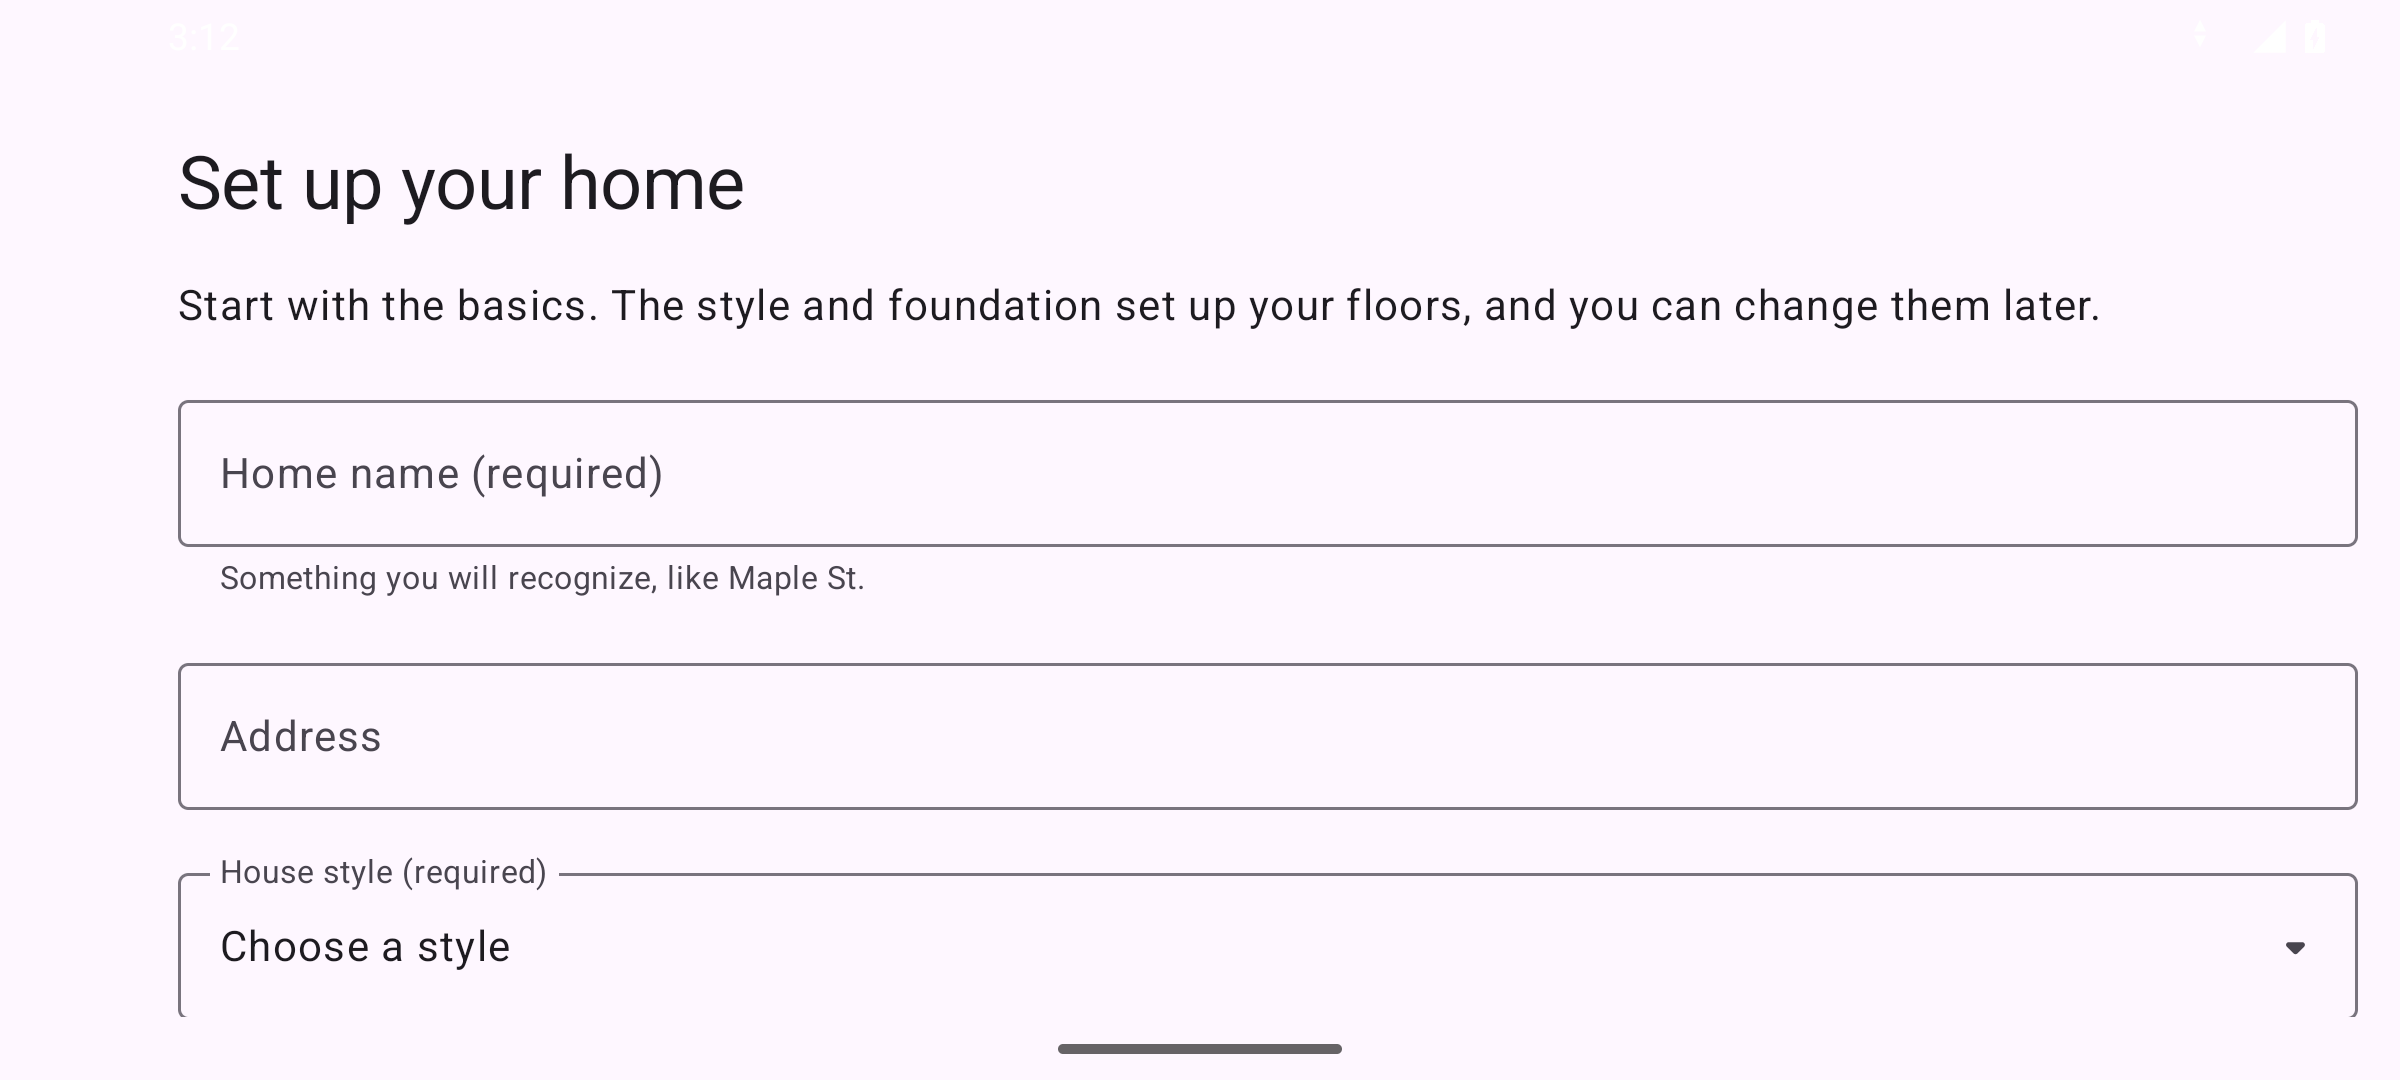 3:12
Set up your home
Start with the basics. The style and foundation set up your floors, and you can change them later.
Home name (required)
Something you will recognize, like Maple St.
Address
House style (required)
Choose a style